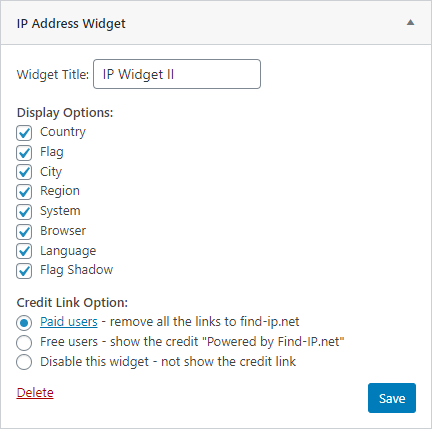 IP Address Widget
Widget Title: IP Widget II
Display Options:
Country
Flag
City
Region
System
Browser
Language
Flag Shadow
Credit Link Option:
Paid users - remove all the links to find-ip.net
Free users - show the credit "Powered by Find-IP.net"
Disable this widget - not show the credit link
Delete
Save